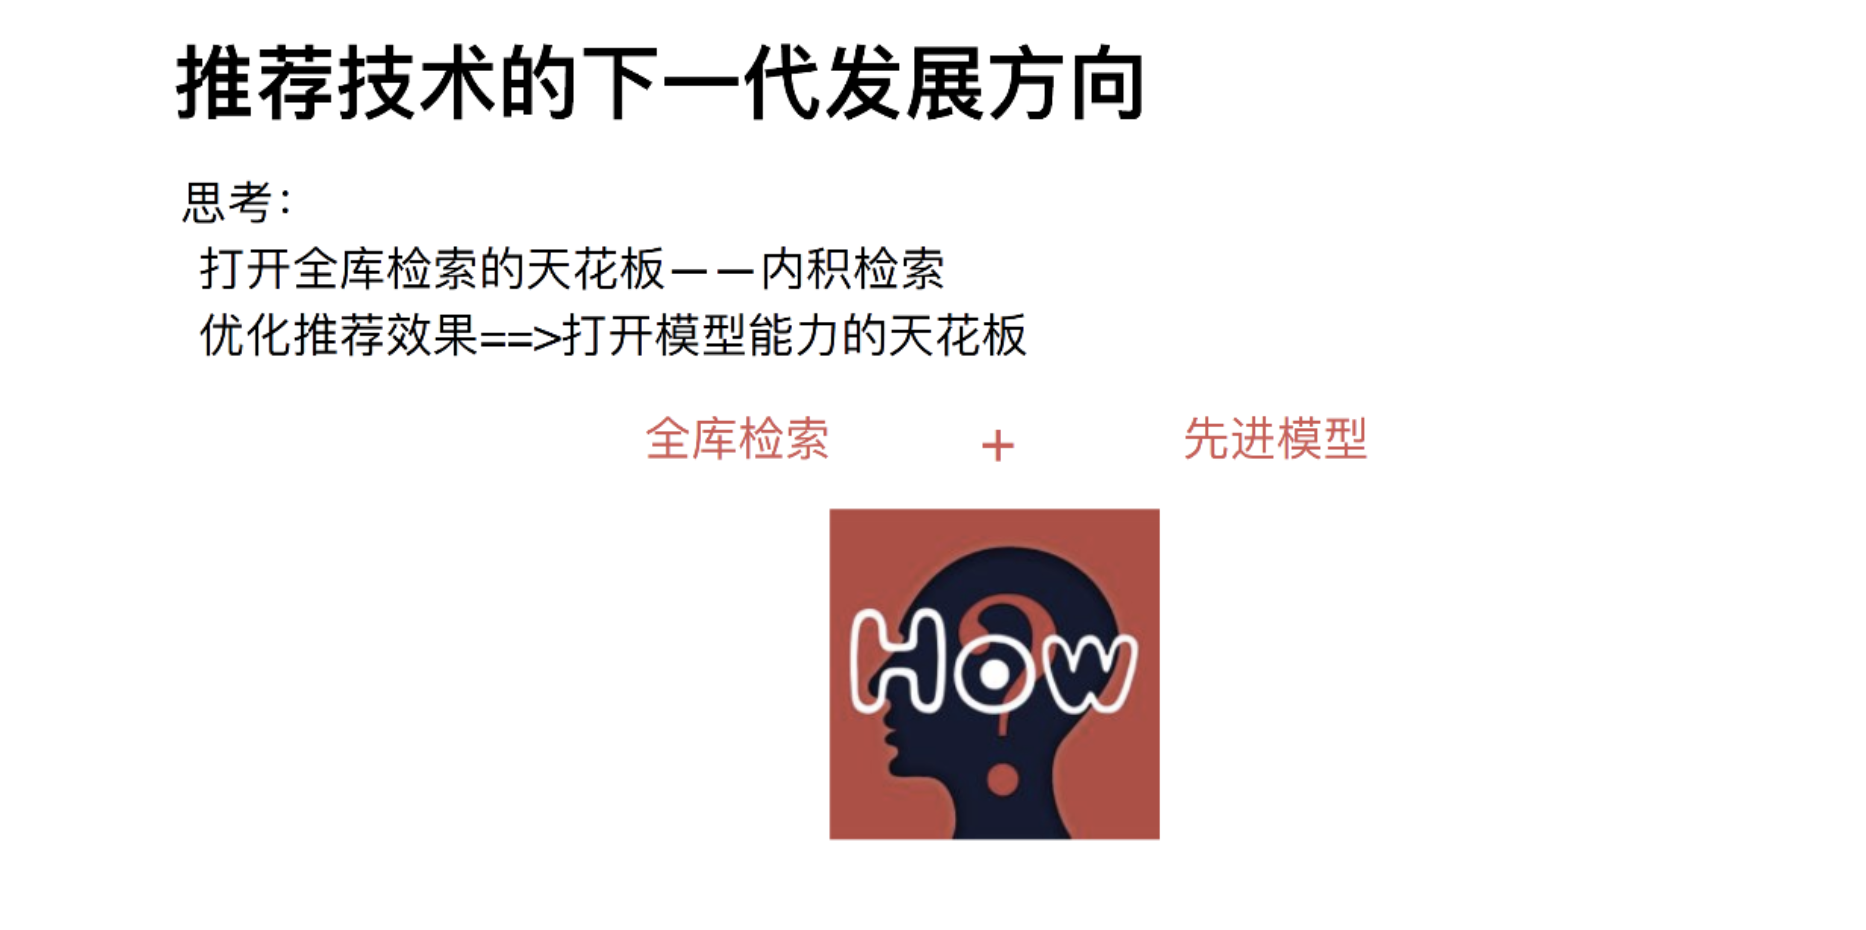 推荐技术的下一代发展方向
思考：
打开全库检索的天花板——内积检索
优化推荐效果==>打开模型能力的天花板
全库检索 + 先进模型
How
?